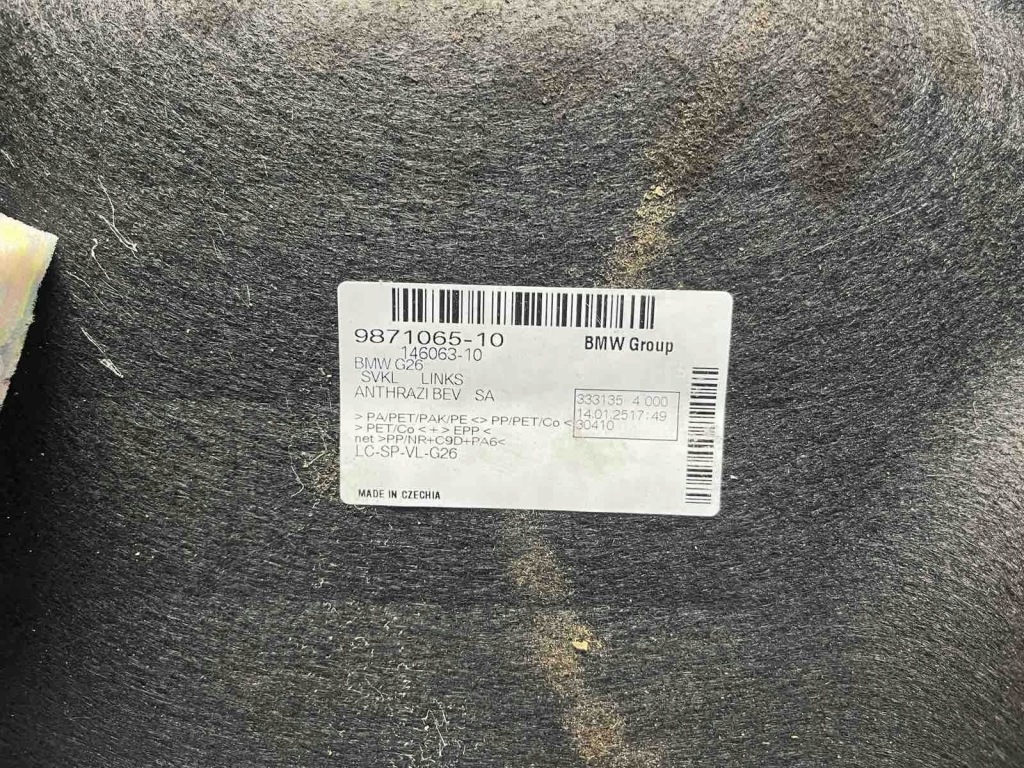 9871065-10
BMW Group
146063-10
BMW G26
SVKL LINKS
ANTHRAZI BEV SA
333135 4 000
14.01.2517:49
30410
> PA/PET/PAK/PE <> PP/PET/Co <
> PET/Co < + > EPP <
net >PP/NR+C9D+PA6<
LC-SP-VL-G26
MADE IN CZECHIA